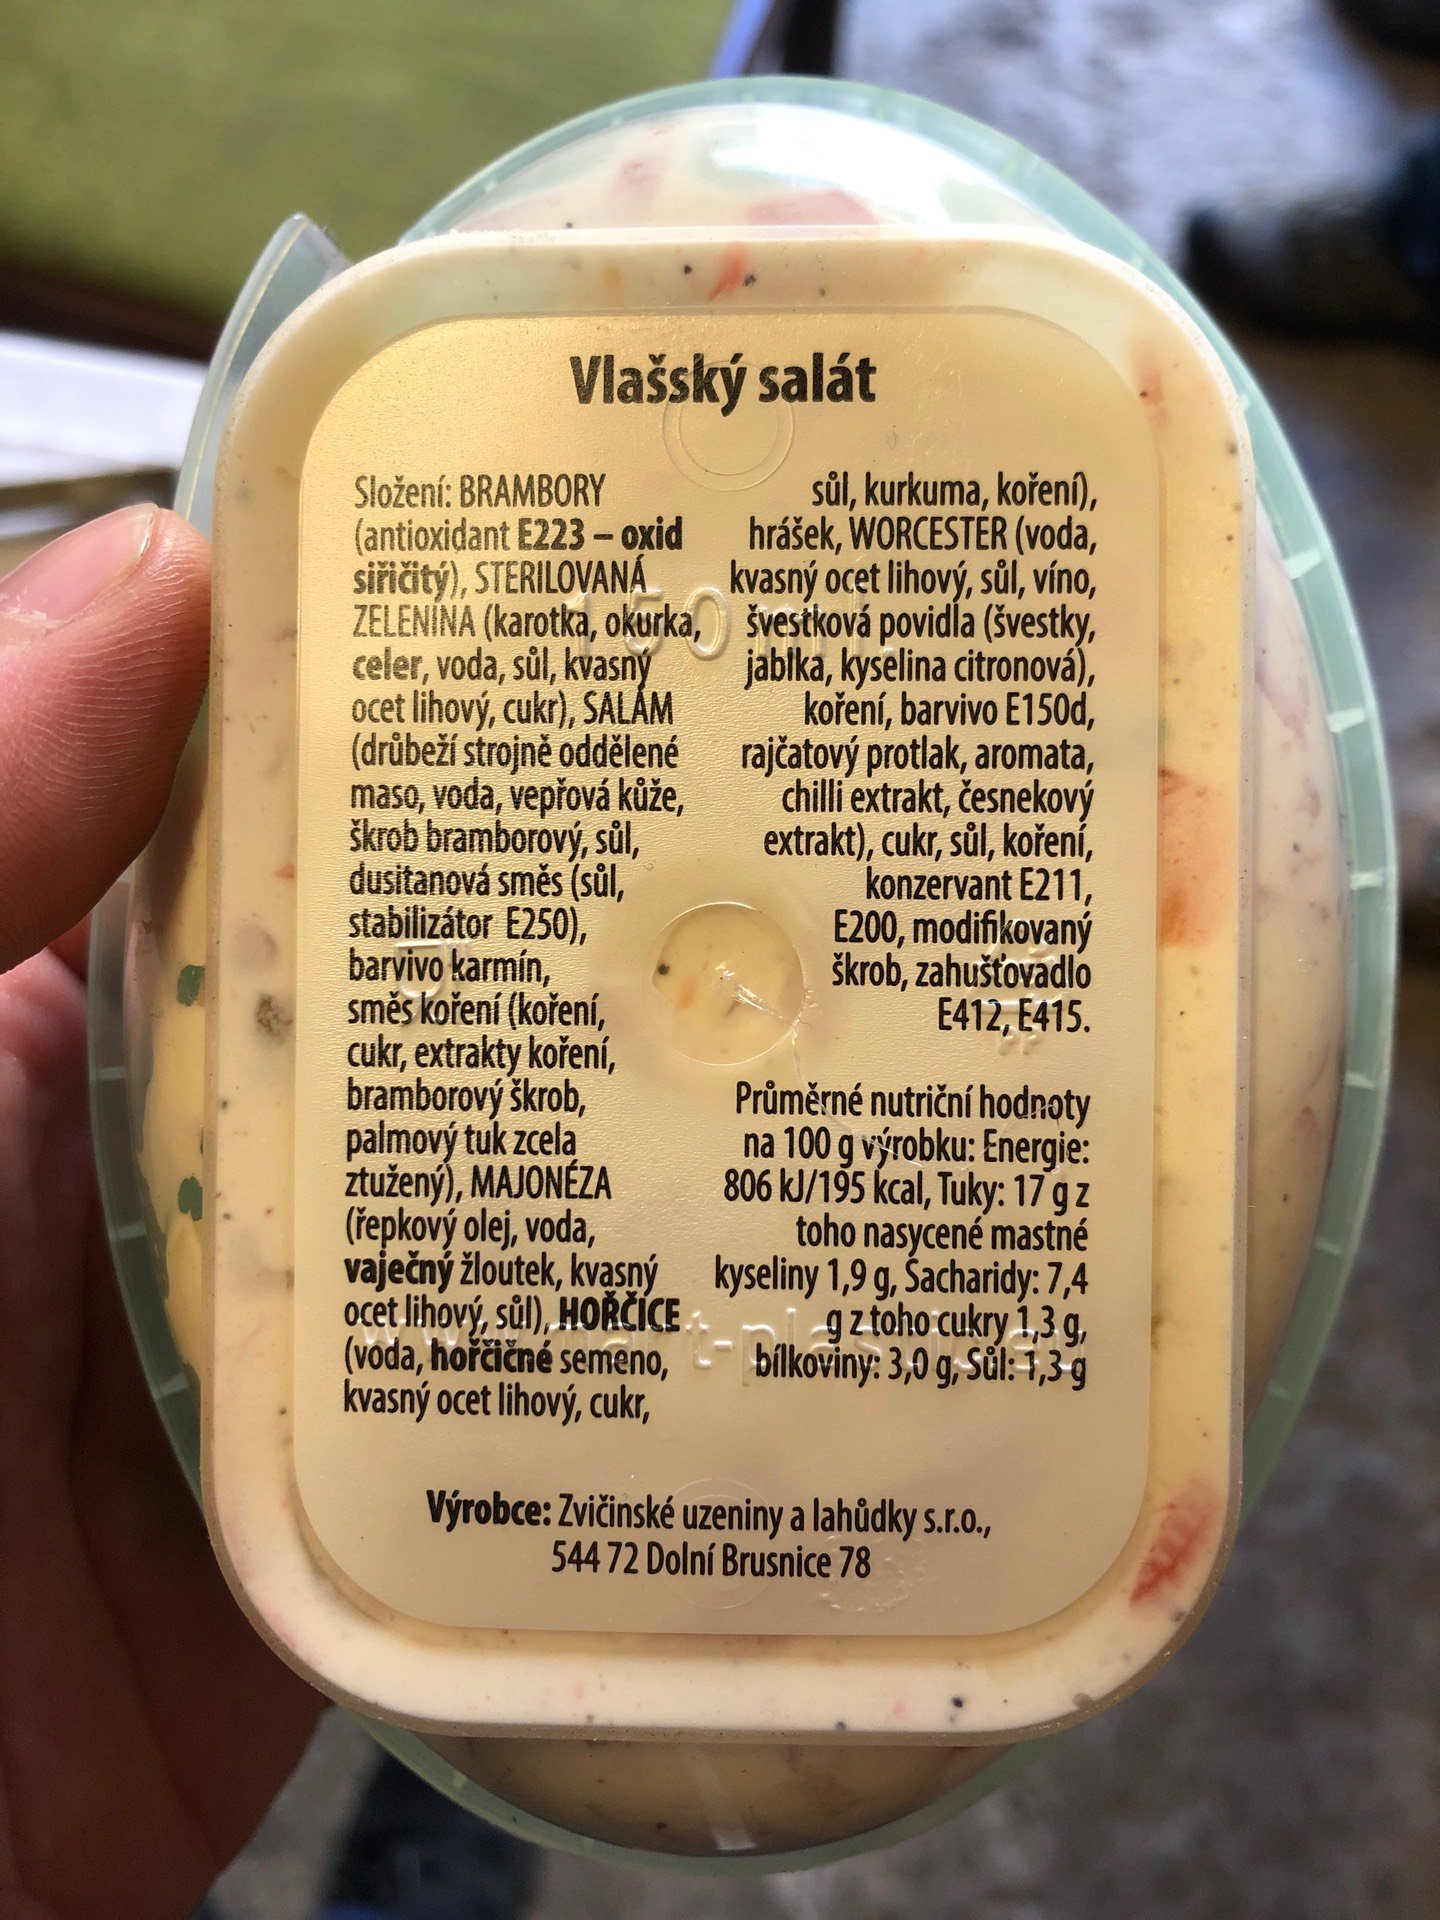 Vlašský salát
Složení: BRAMBORY
(antioxidant E223 – oxid
siřičitý), STERILOVANÁ
ZELENINA (karotka, okurka,
celer, voda, sůl, kvasný
ocet lihový, cukr), SALÁM
(drůbeží strojně oddělené
maso, voda, vepřová kůže,
škrob bramborový, sůl,
dusitanová směs (sůl,
stabilizátor E250),
barvivo karmín,
směs koření (koření,
cukr, extrakty koření,
bramborový škrob,
palmový tuk zcela
ztužený), MAJONÉZA
(řepkový olej, voda,
vaječný žloutek, kvasný
ocet lihový, sůl), HOŘČICE
(voda, hořčičné semeno,
kvasný ocet lihový, cukr,
sůl, kurkuma, koření),
hrášek, WORCESTER (voda,
kvasný ocet lihový, sůl, víno,
švestková povidla (švestky,
jablka, kyselina citronová),
koření, barvivo E150d,
rajčatový protlak, aromata,
chilli extrakt, česnekový
extrakt), cukr, sůl, koření,
konzervant E211,
E200, modifikovaný
škrob, zahušťovadlo
E412, E415.
Průměrné nutriční hodnoty
na 100 g výrobku: Energie:
806 kJ/195 kcal, Tuky: 17 g z
toho nasycené mastné
kyseliny 1,9 g, Sacharidy: 7,4
g z toho cukry 1,3 g,
bílkoviny: 3,0 g, Sůl: 1,3 g
Výrobce: Zvičinské uzeniny a lahůdky s.r.o.,
544 72 Dolní Brusnice 78
150 ml